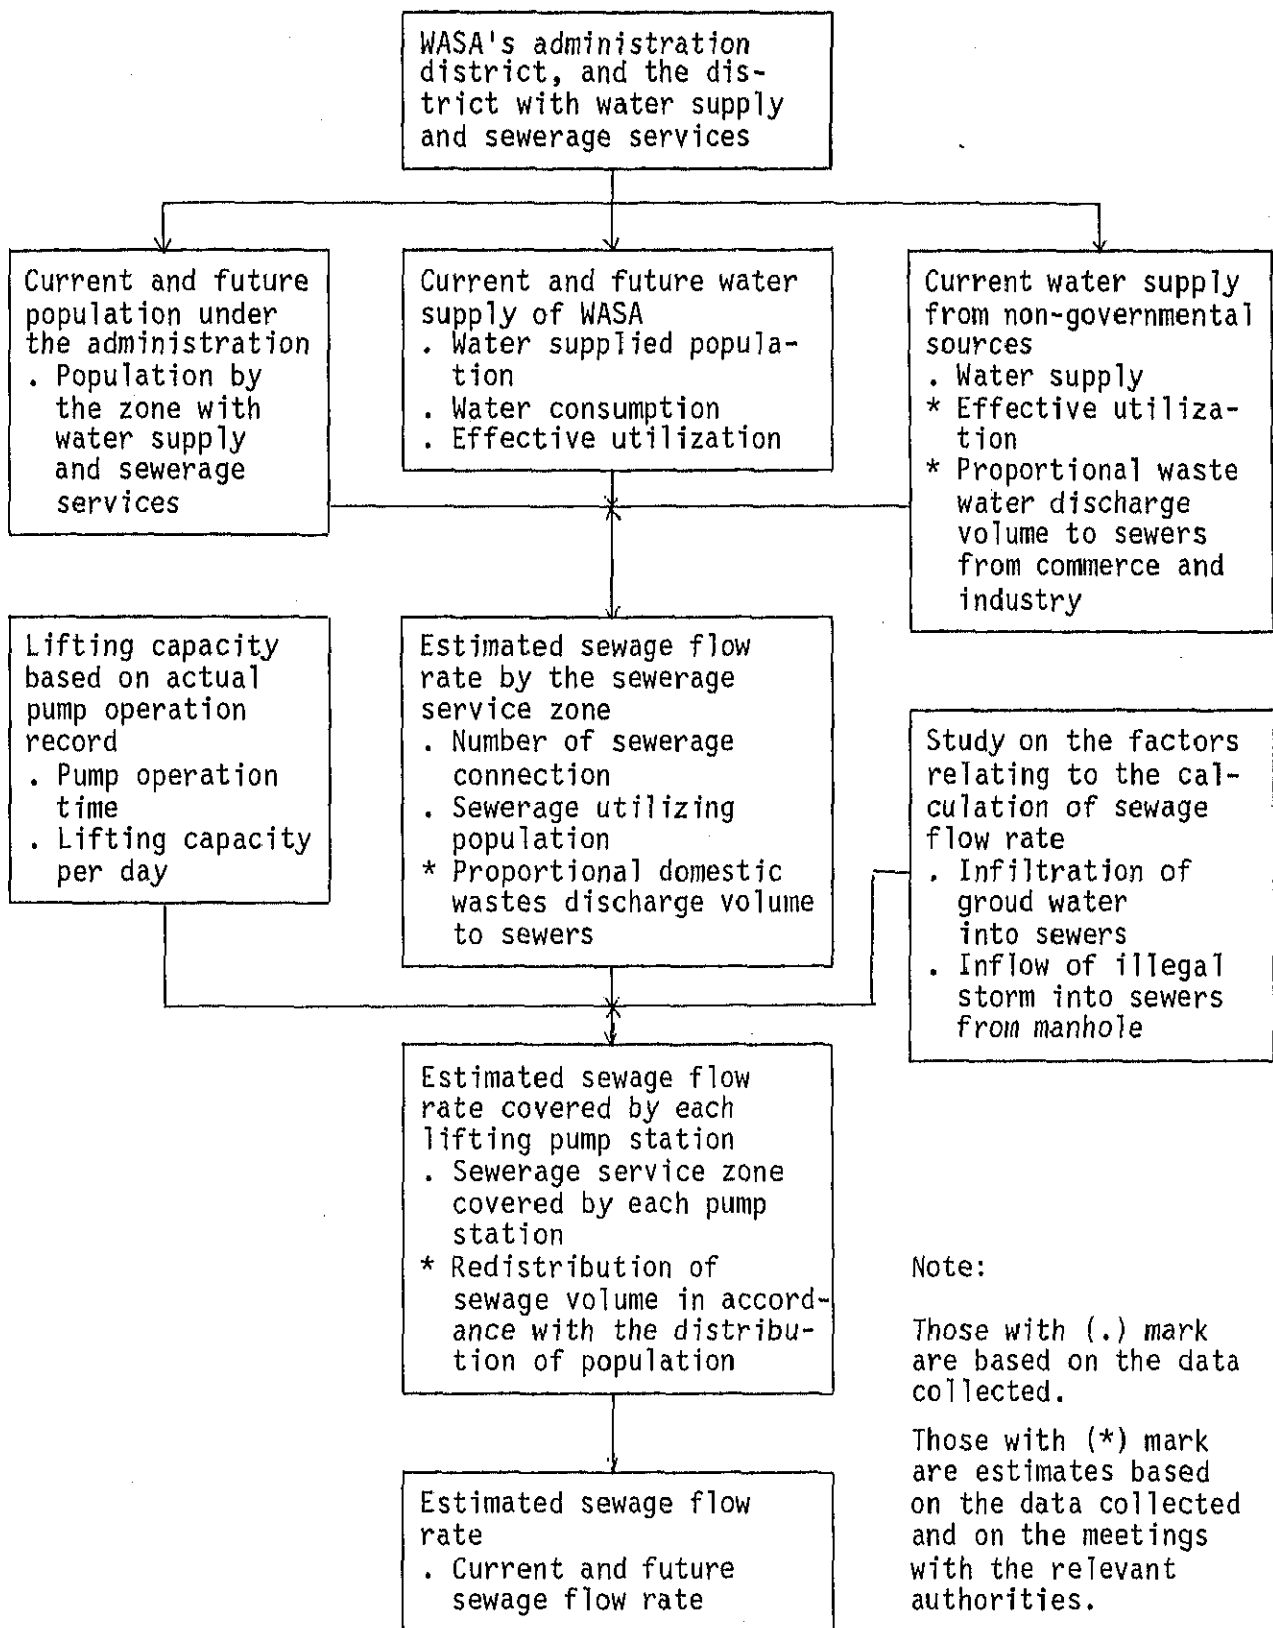 WASA's administration
district, and the dis-
trict with water supply
and sewerage services
Current and future
population under
the administration
. Population by
the zone with
water supply
and sewerage
services
Current and future water
supply of WASA
. Water supplied popula-
tion
. Water consumption
. Effective utilization
Current water supply
from non-governmental
sources
. Water supply
* Effective utiliza-
tion
* Proportional waste
water discharge
volume to sewers
from commerce and
industry
Lifting capacity
based on actual
pump operation
record
. Pump operation
time
. Lifting capacity
per day
Estimated sewage flow
rate by the sewerage
service zone
. Number of sewerage
connection
. Sewerage utilizing
population
* Proportional domestic
wastes discharge volume
to sewers
Study on the factors
relating to the cal-
culation of sewage
flow rate
. Infiltration of
groud water
into sewers
. Inflow of illegal
storm into sewers
from manhole
Estimated sewage flow
rate covered by each
lifting pump station
. Sewerage service zone
covered by each pump
station
* Redistribution of
sewage volume in accord-
ance with the distribu-
tion of population
Estimated sewage flow
rate
. Current and future
sewage flow rate
Note:
Those with (.) mark
are based on the data
collected.
Those with (*) mark
are estimates based
on the data collected
and on the meetings
with the relevant
authorities.